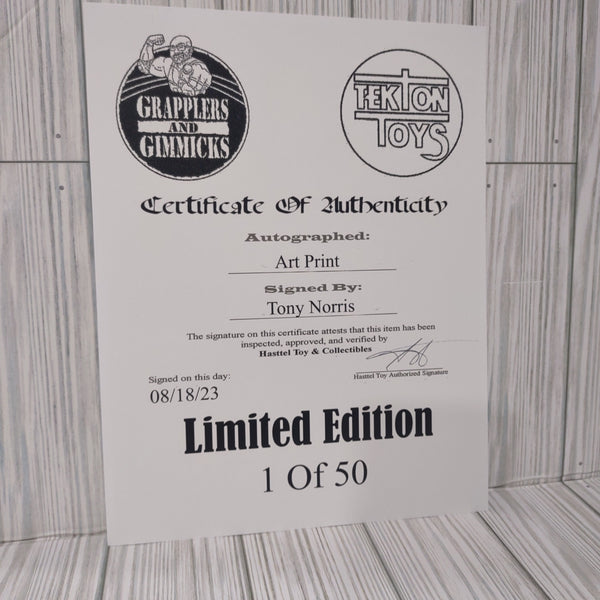 GRAPPLERS
AND
GIMMICKS
TEKTON
TOYS
Certificate Of Authenticity
Autographed:
Art Print
Signed By:
Tony Norris
The signature on this certificate attests that this item has been
inspected, approved, and verified by
Hasttel Toy & Collectibles
Hasttel Toy Authorized Signature
Signed on this day:
08/18/23
Limited Edition
1 Of 50